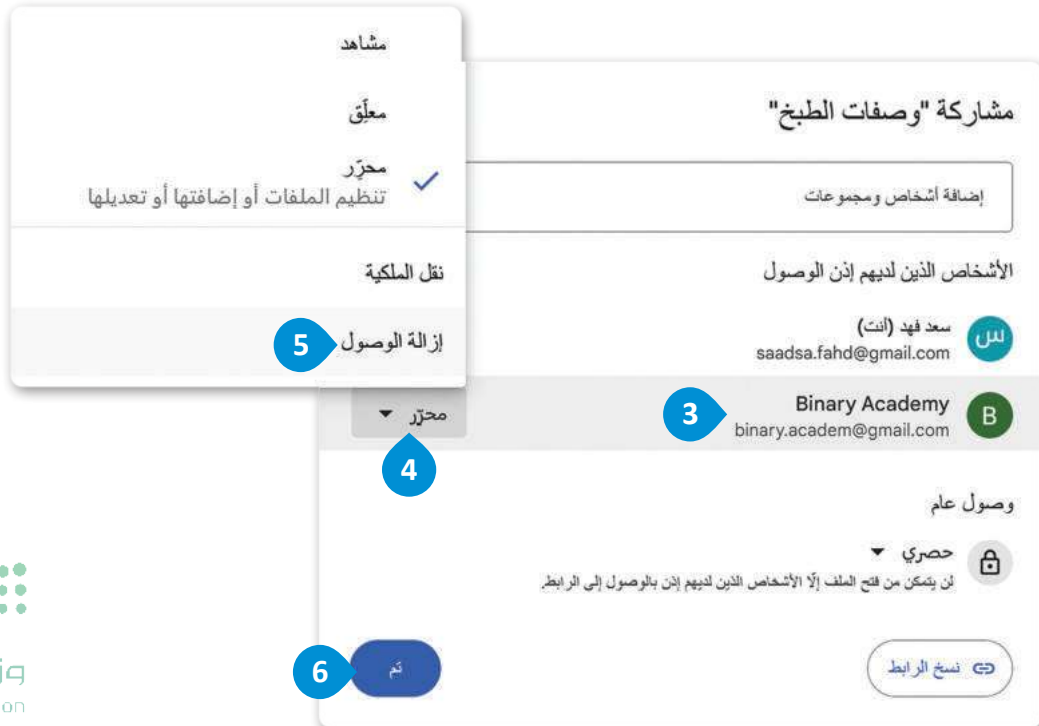 مشاهد
معلِّق
محرِّر
تنظيم الملفات أو إضافتها أو تعديلها
نقل الملكية
إزالة الوصول
5
مشاركة "وصفات الطبخ"
إضافة أشخاص ومجموعات
الأشخاص الذين لديهم إذن الوصول
س
سعد فهد (أنت)
saadsa.fahd@gmail.com
B
Binary Academy
binary.academ@gmail.com
3
محرِّر
4
وصول عام
حصري
لن يتمكن من فتح الملف إلّا الأشخاص الذين لديهم إذن بالوصول إلى الرابط.
نسخ الرابط
تم
6
on